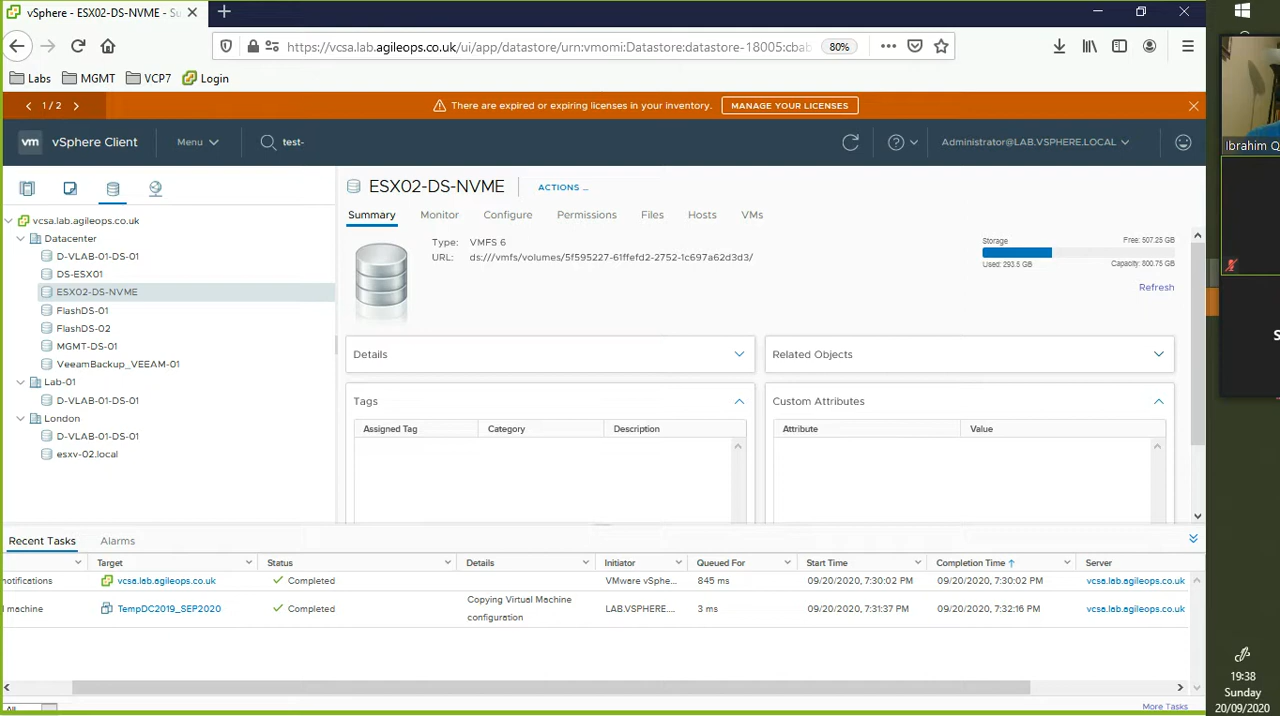 vSphere - ESX02-DS-NVME - Su
https://vcsa.lab.agileops.co.uk/ui/app/datastore/urn:vmomi:Datastore:datastore-18005:cbab
80%
Labs
MGMT
VCP7
Login
1 / 2
There are expired or expiring licenses in your inventory.
MANAGE YOUR LICENSES
vm
vSphere Client
Menu
test-
Administrator@LAB.VSPHERE.LOCAL
Ibrahim Q
vcsa.lab.agileops.co.uk
Datacenter
D-VLAB-01-DS-01
DS-ESX01
ESX02-DS-NVME
FlashDS-01
FlashDS-02
MGMT-DS-01
VeeamBackup_VEEAM-01
Lab-01
D-VLAB-01-DS-01
London
D-VLAB-01-DS-01
esxv-02.local
ESX02-DS-NVME
ACTIONS ...
Summary
Monitor
Configure
Permissions
Files
Hosts
VMs
Type: VMFS 6
URL: ds:///vmfs/volumes/5f595227-61ffefd2-2752-1c697a62d3d3/
Storage
Free: 507.25 GB
Used: 293.5 GB
Capacity: 800.75 GB
Refresh
Details
Related Objects
Tags
Assigned Tag
Category
Description
Custom Attributes
Attribute
Value
Recent Tasks
Alarms
Target
Status
Details
Initiator
Queued For
Start Time
Completion Time
Server
notifications
vcsa.lab.agileops.co.uk
Completed
VMware vSphe...
845 ms
09/20/2020, 7:30:02 PM
09/20/2020, 7:30:02 PM
vcsa.lab.agileops.co.uk
l machine
TempDC2019_SEP2020
Completed
Copying Virtual Machine
configuration
LAB.VSPHERE....
3 ms
09/20/2020, 7:31:37 PM
09/20/2020, 7:32:16 PM
vcsa.lab.agileops.co.uk
All
More Tasks
S
19:38
Sunday
20/09/2020